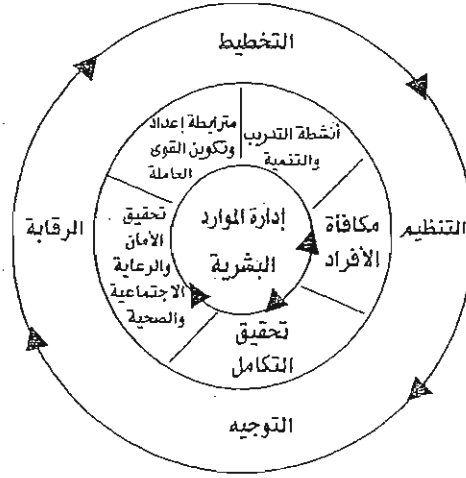 التخطيط
أنشطة التدريب
والتنمية
مترابطة إعداد
وتكوين القوى
العاملة
إدارة الموارد
البشرية
مكافأة
الأفراد
التنظيم
الرقابة
تحقيق
الأمان
والرعاية
الاجتماعية
والصحية
تحقيق
التكامل
التوجيه